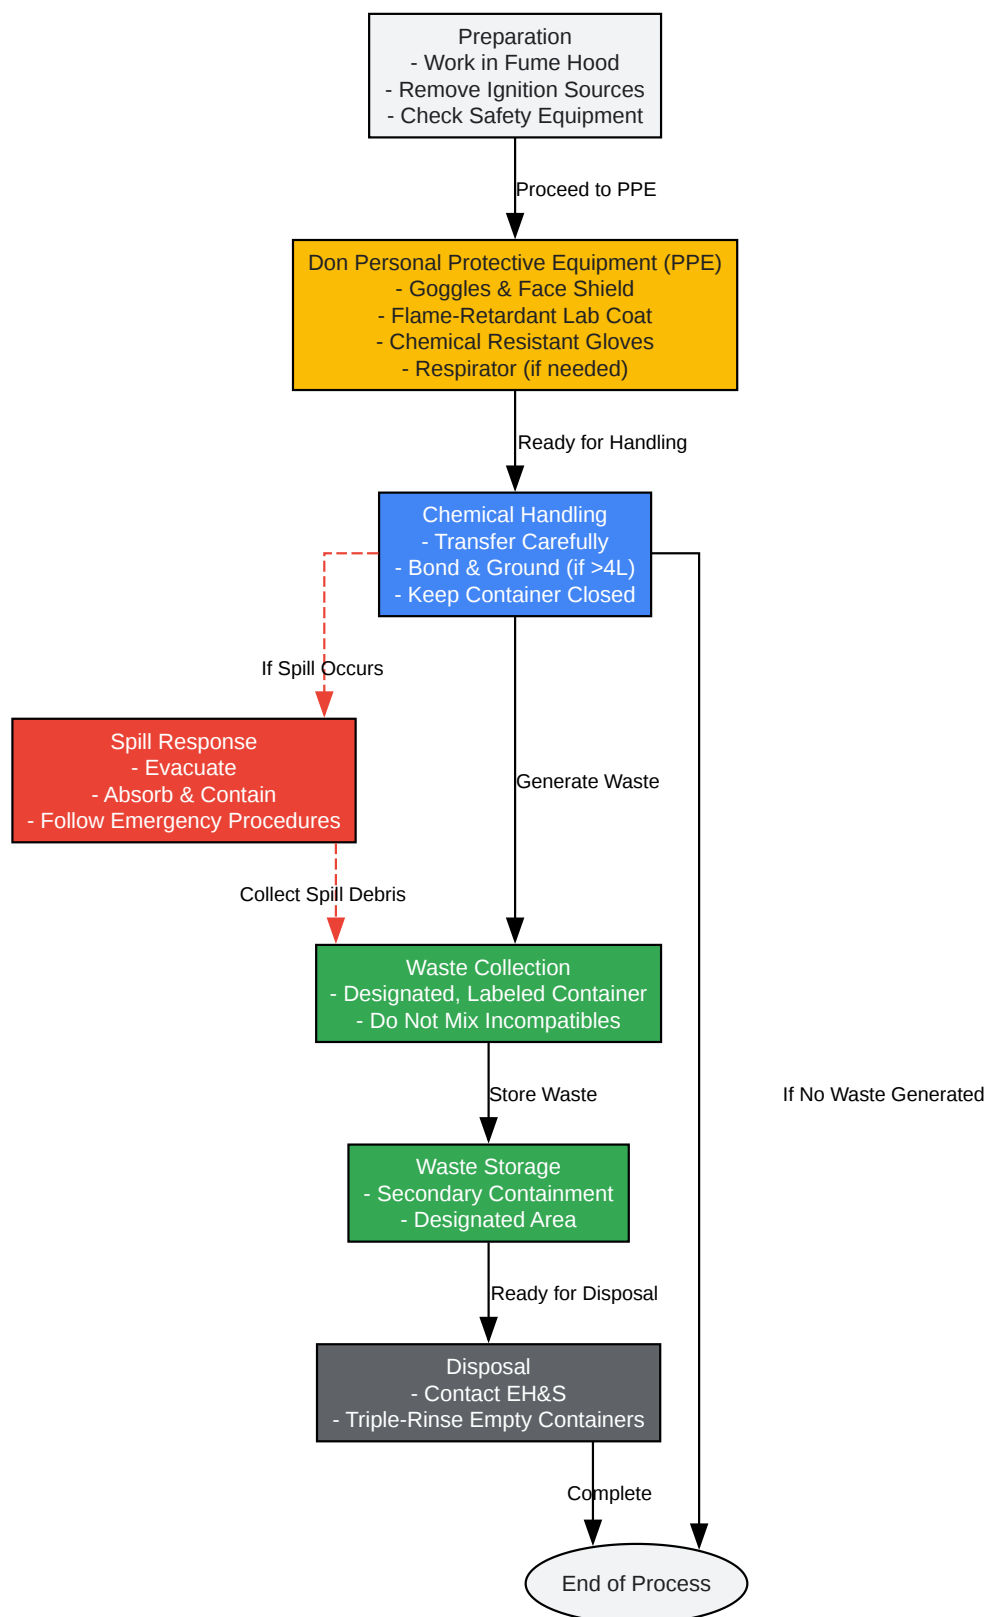 Preparation
- Work in Fume Hood
- Remove Ignition Sources
- Check Safety Equipment
Proceed to PPE
Don Personal Protective Equipment (PPE)
- Goggles & Face Shield
- Flame-Retardant Lab Coat
- Chemical Resistant Gloves
- Respirator (if needed)
Ready for Handling
Chemical Handling
- Transfer Carefully
- Bond & Ground (if >4L)
- Keep Container Closed
If Spill Occurs
Spill Response
- Evacuate
- Absorb & Contain
- Follow Emergency Procedures
Generate Waste
Collect Spill Debris
Waste Collection
- Designated, Labeled Container
- Do Not Mix Incompatibles
Store Waste
If No Waste Generated
Waste Storage
- Secondary Containment
- Designated Area
Ready for Disposal
Disposal
- Contact EH&S
- Triple-Rinse Empty Containers
Complete
End of Process